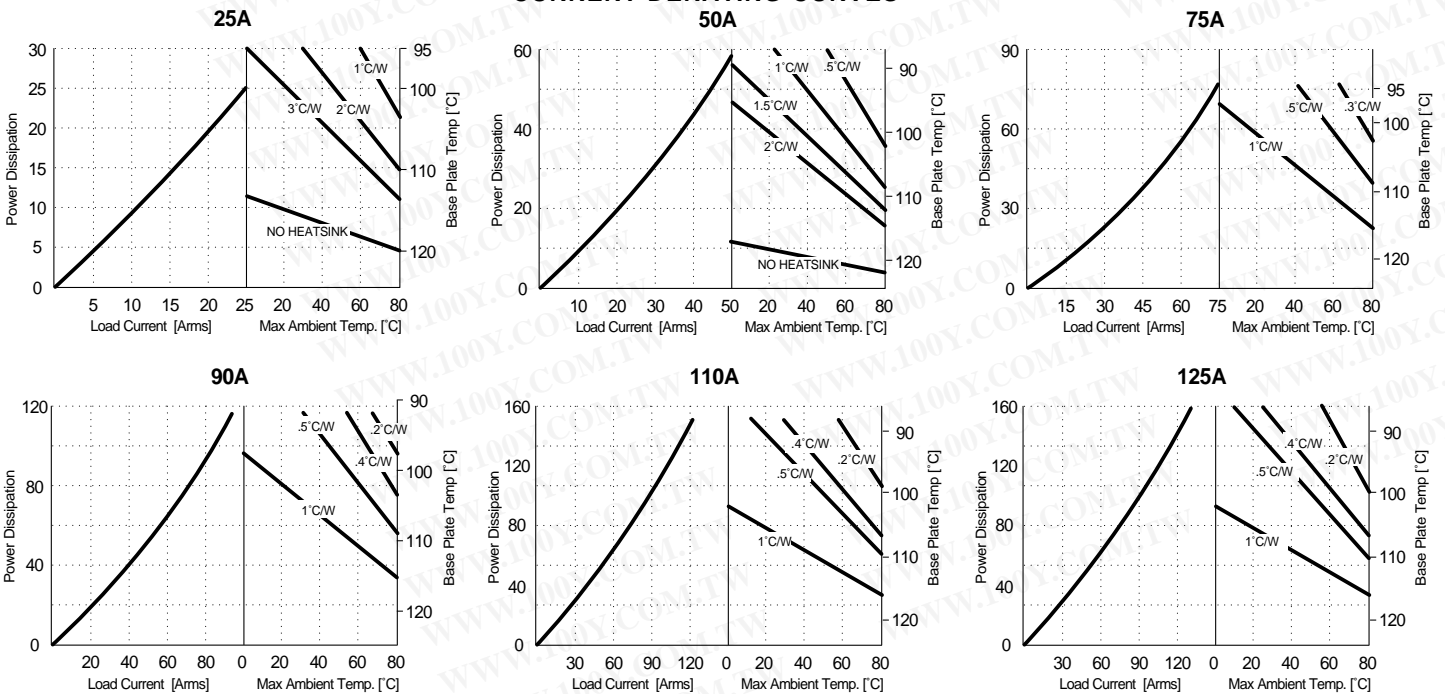 CURRENT DERATING CURVES
25A
30
25
20
15
10
5
0
Power Dissipation
5 10 15 20 25 20 40 60 80
Load Current [Arms] Max Ambient Temp. [˚C]
1˚C/W
2˚C/W
3˚C/W
NO HEATSINK
95
100
110
120
Base Plate Temp [˚C]
50A
60
40
20
0
Power Dissipation
10 20 30 40 50 20 40 60 80
Load Current [Arms] Max Ambient Temp. [˚C]
.5˚C/W
1˚C/W
1.5˚C/W
2˚C/W
NO HEATSINK
90
100
110
120
Base Plate Temp [˚C]
75A
90
60
30
0
Power Dissipation
15 30 45 60 75 20 40 60 80
Load Current [Arms] Max Ambient Temp. [˚C]
.5˚C/W
.3˚C/W
1˚C/W
95
100
110
120
Base Plate Temp [˚C]
90A
120
80
40
0
Power Dissipation
20 40 60 80 0 20 40 60 80
Load Current [Arms] Max Ambient Temp. [˚C]
.5˚C/W
.2˚C/W
.4˚C/W
1˚C/W
90
100
110
120
Base Plate Temp [˚C]
110A
160
120
80
40
0
Power Dissipation
30 60 90 120 0 20 40 60 80
Load Current [Arms] Max Ambient Temp. [˚C]
.4˚C/W
.2˚C/W
.5˚C/W
1˚C/W
90
100
110
120
Base Plate Temp [˚C]
125A
160
120
80
40
0
Power Dissipation
30 60 90 120 0 20 40 60 80
Load Current [Arms] Max Ambient Temp. [˚C]
.4˚C/W
.2˚C/W
.5˚C/W
1˚C/W
90
100
110
120
Base Plate Temp [˚C]
WWW.100Y.COM.TW